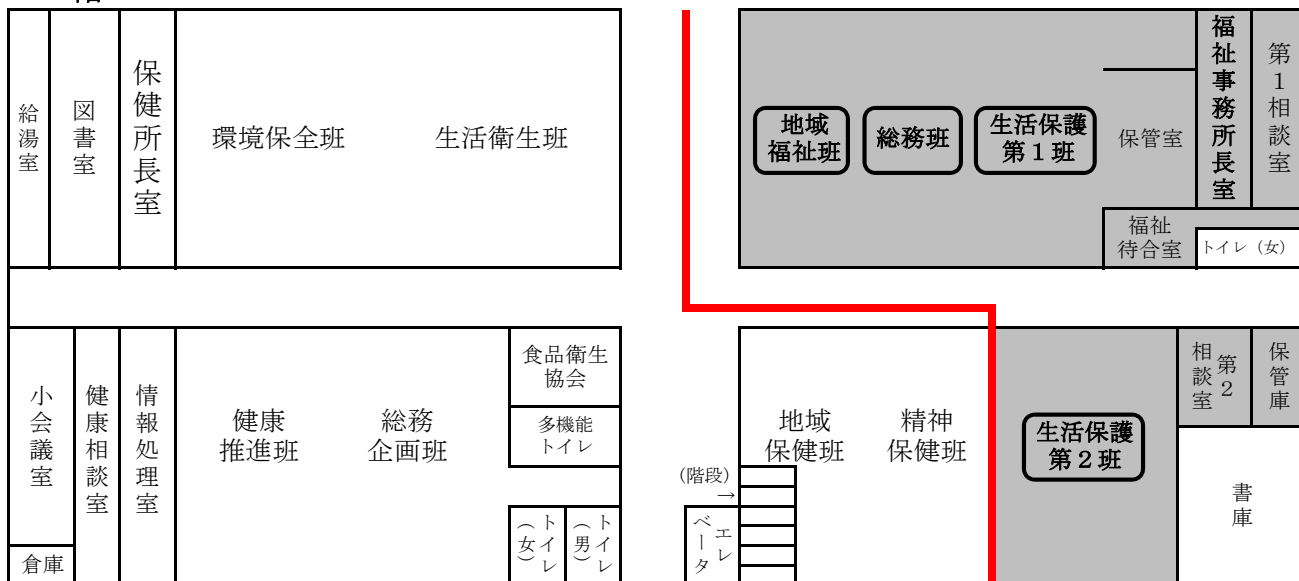 給湯室
図書室
保健所長室
環境保全班
生活衛生班
地域
福祉班
総務班
生活保護
第1班
保管室
福祉事務所長室
第1相談室
福祉
待合室
トイレ(女)
小会議室
倉庫
健康相談室
情報処理室
健康
推進班
総務
企画班
食品衛生
協会
多機能
トイレ
トイレ
(女)
トイレ
(男)
(階段)
→
エレ
ベータ
地域
保健班
精神
保健班
生活保護
第2班
第2
相談室
保管庫
書庫